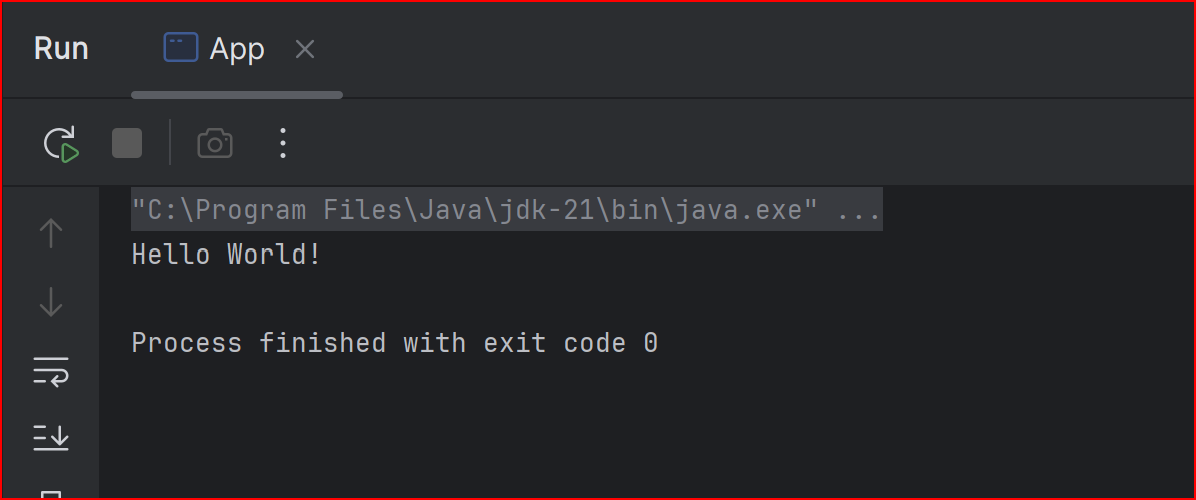 Run App
"C:\Program Files\Java\jdk-21\bin\java.exe" ...
Hello World!
Process finished with exit code 0